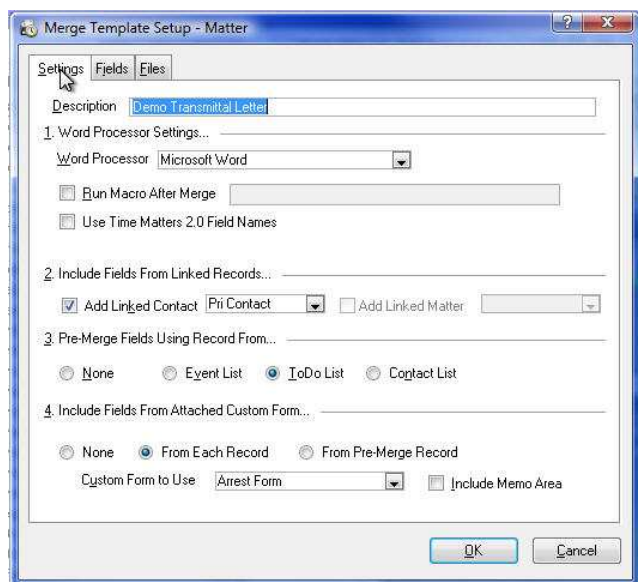 Merge Template Setup - Matter
Settings Fields Files
Description Demo Transmittal Letter
1. Word Processor Settings...
Word Processor Microsoft Word
Run Macro After Merge
Use Time Matters 2.0 Field Names
2. Include Fields From Linked Records...
Add Linked Contact Pri Contact Add Linked Matter
3. Pre-Merge Fields Using Record From...
None Event List ToDo List Contact List
4. Include Fields From Attached Custom Form...
None From Each Record From Pre-Merge Record
Custom Form to Use Arrest Form Include Memo Area
OK Cancel